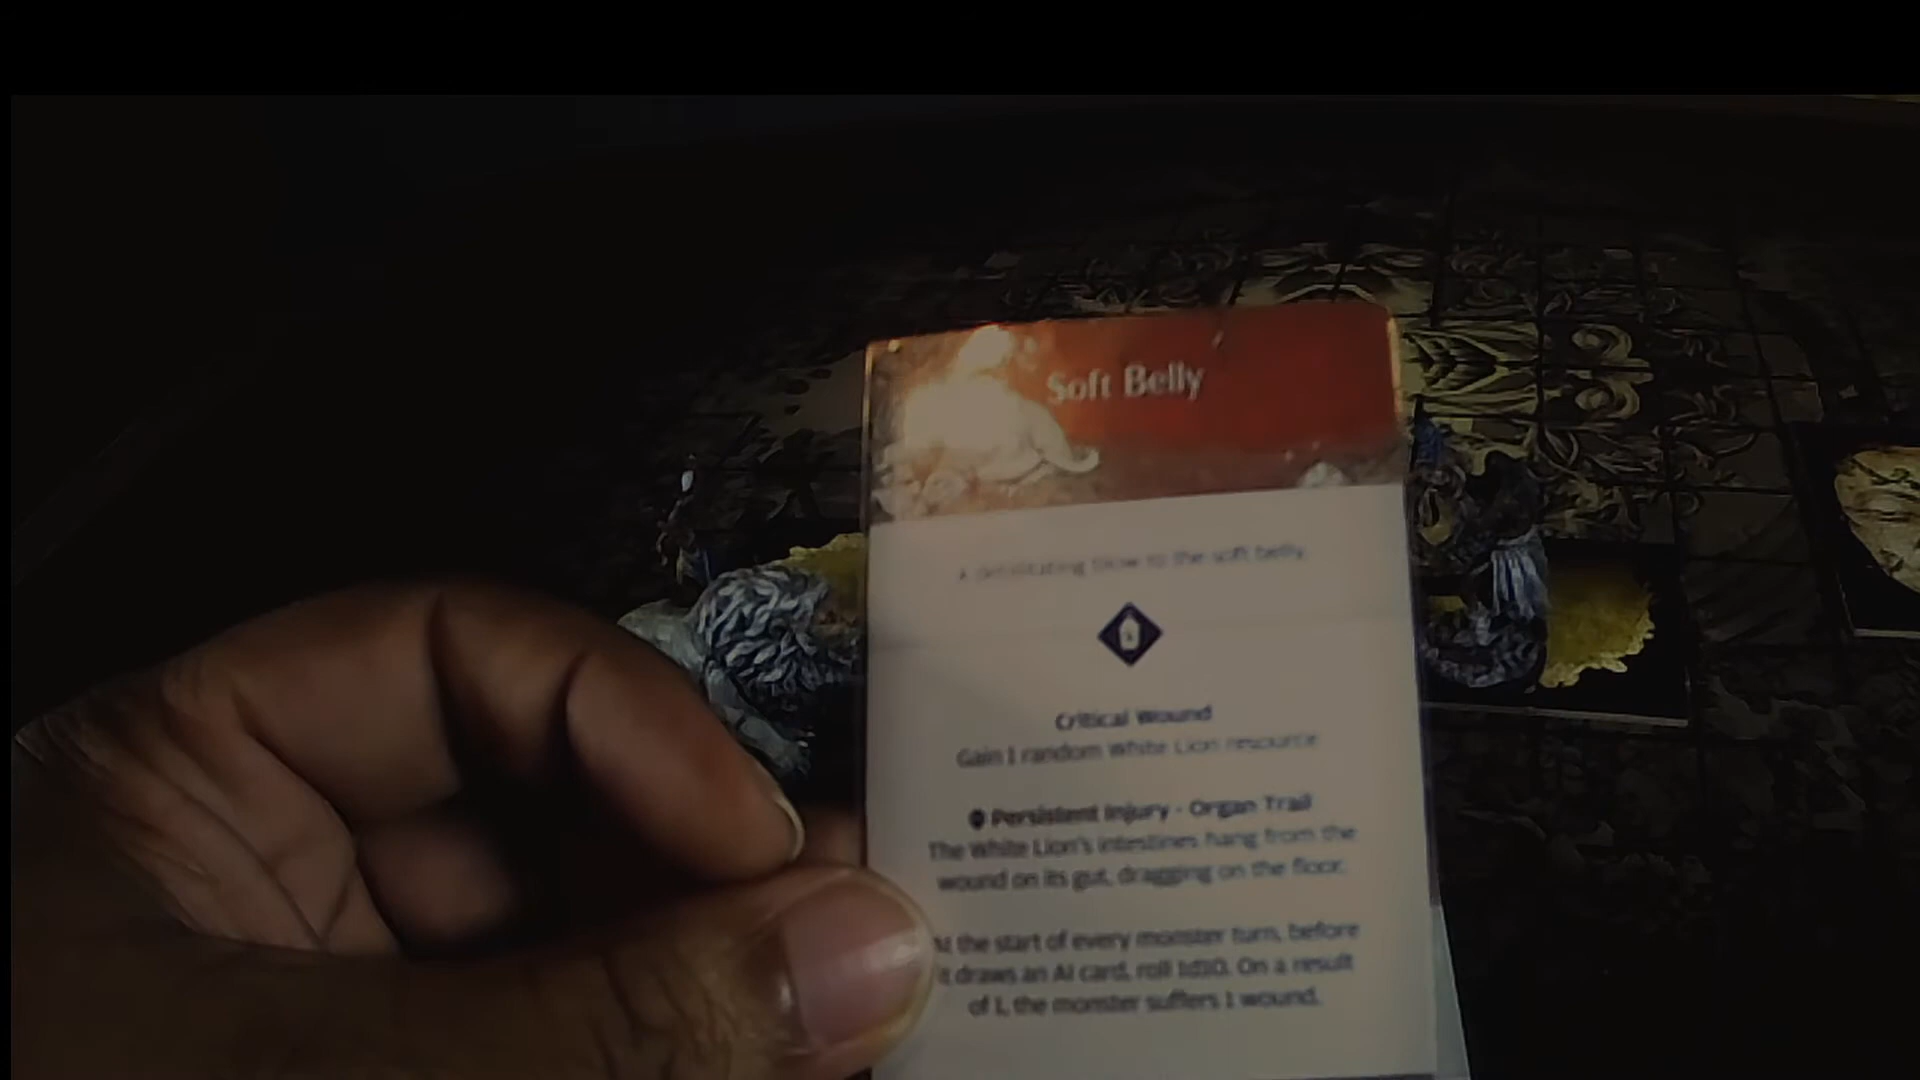 Soft Belly
A debilitating blow to the soft belly.
Critical Wound
Gain 1 random White Lion resource
Persistent Injury - Organ Trail
The White Lion's intestines hang from the
wound on its gut, dragging on the floor.
At the start of every monster turn, before
it draws an AI card, roll 1d10. On a result
of 1, the monster suffers 1 wound.